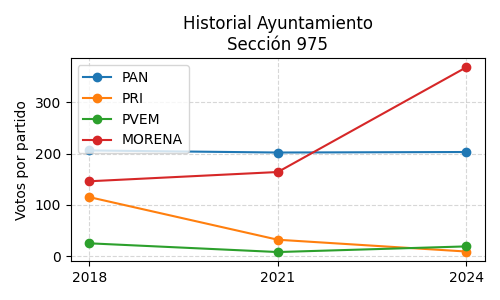 Historial Ayuntamiento
Sección 975
PAN
PRI
PVEM
MORENA
Votos por partido
300
200
100
0
2018
2021
2024